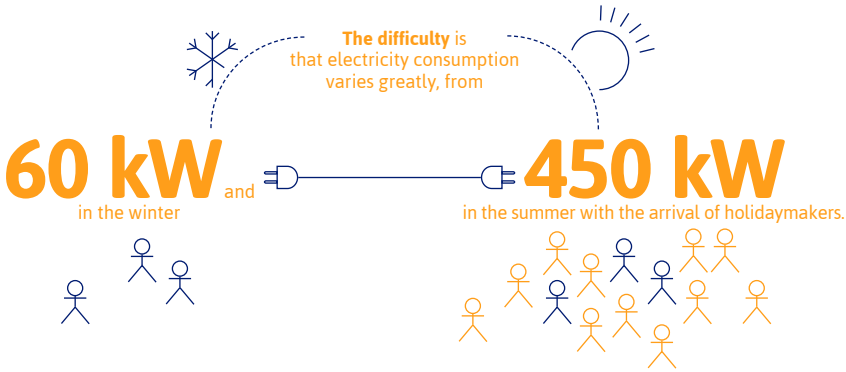 The difficulty is
that electricity consumption
varies greatly, from
60 kW and
in the winter
450 kW
in the summer with the arrival of holidaymakers.